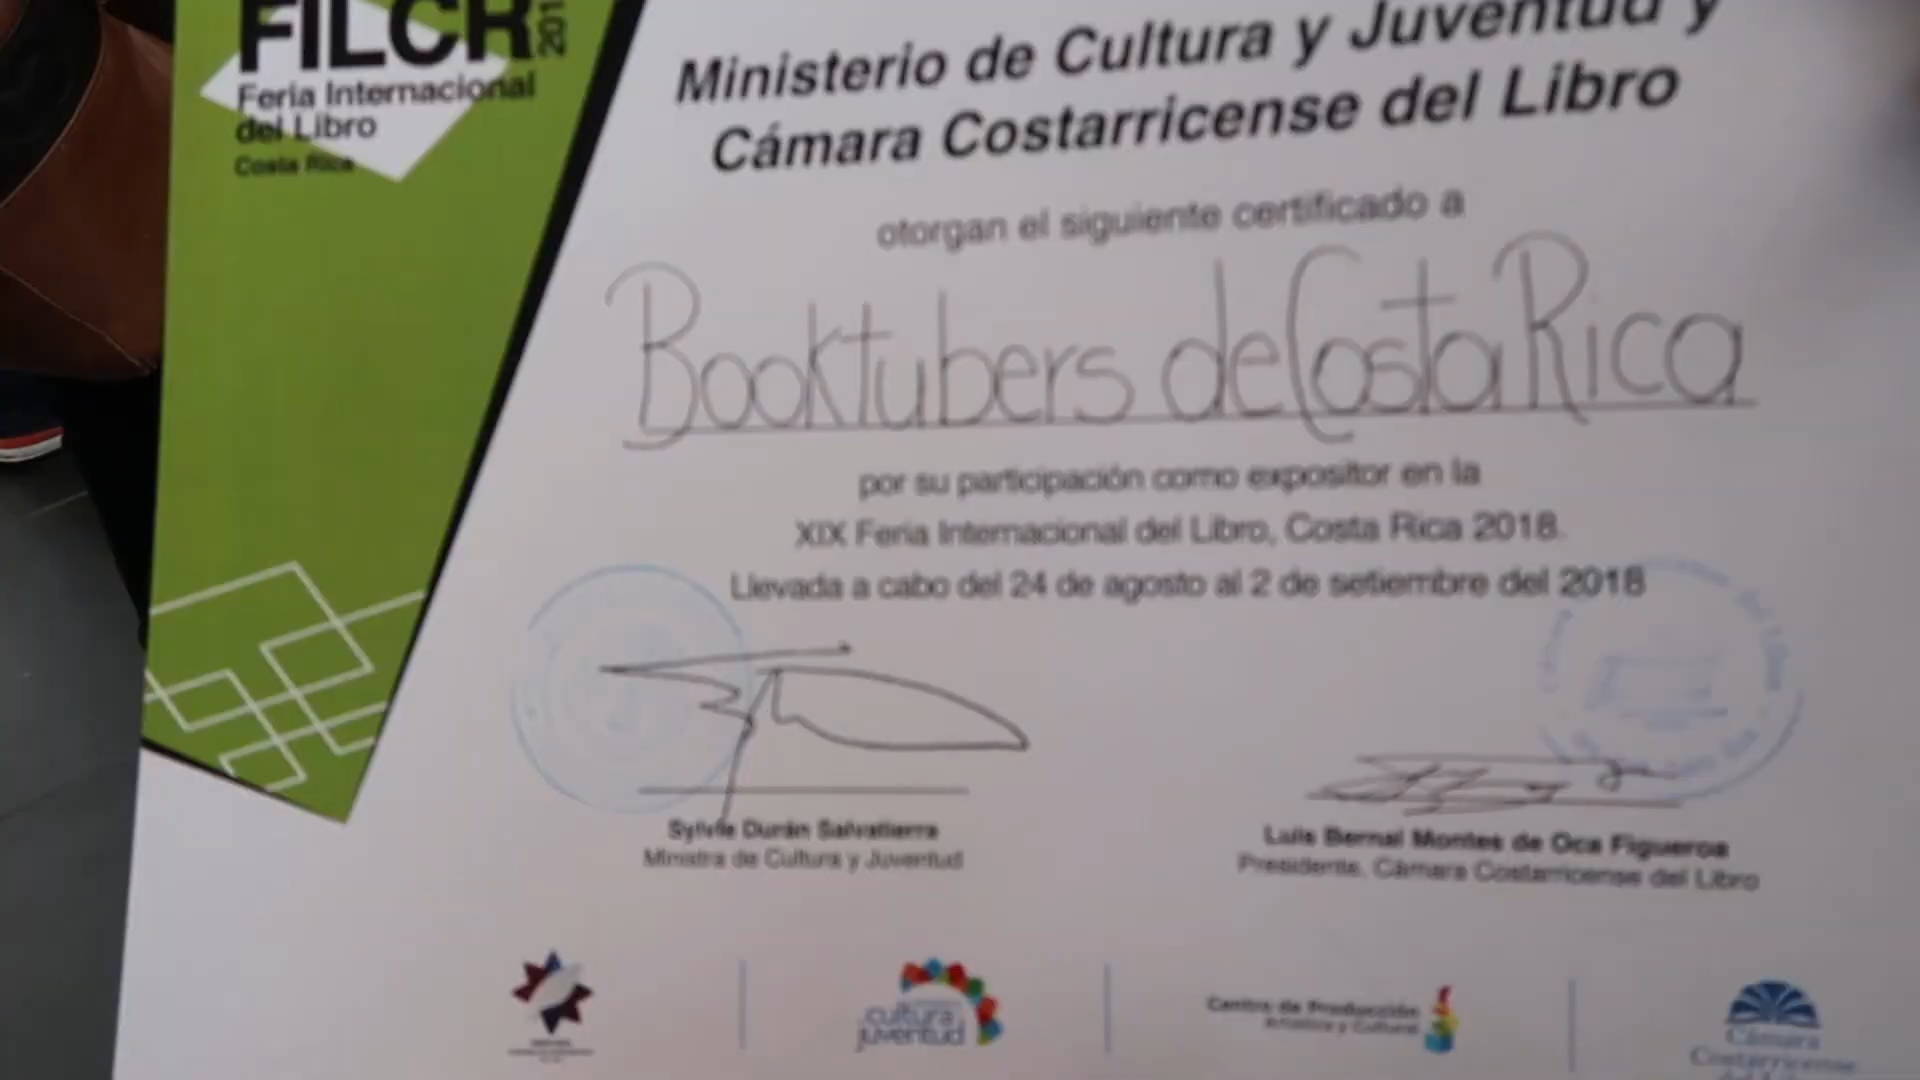 FILCR 201
Feria Internacional
del Libro
Costa Rica
Ministerio de Cultura y Juventud y
Cámara Costarricense del Libro
otorgan el siguiente certificado a
Booktubers de Costa Rica
por su participación como expositor en la
XIX Feria Internacional del Libro, Costa Rica 2018.
Llevada a cabo del 24 de agosto al 2 de setiembre del 2018
Sylvie Durán Salvatierra
Ministra de Cultura y Juventud
Luis Bernal Montes de Oca Figueroa
Presidente, Cámara Costarricense del Libro
cultura
juventud
Centro de Producción
Artística y Cultural
Cámara
Costarricense